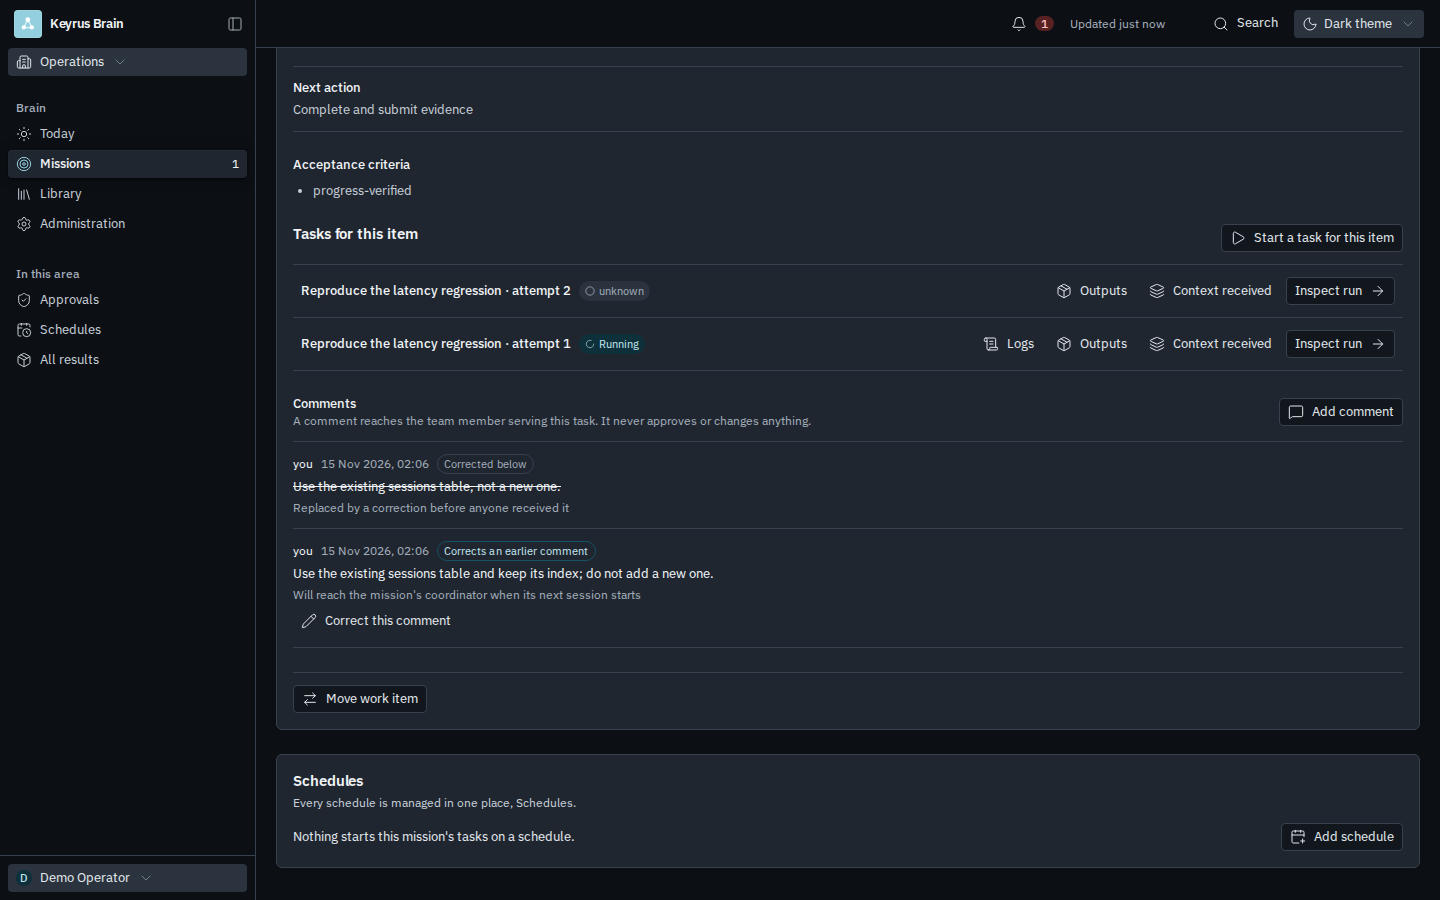 Keyrus Brain
1
Updated just now
Search
Dark theme
Operations
Brain
Today
Missions
1
Library
Administration
In this area
Approvals
Schedules
All results
Demo Operator
D
Next action
Complete and submit evidence
Acceptance criteria
• progress-verified
Tasks for this item
Start a task for this item
Reproduce the latency regression · attempt 2
unknown
Outputs
Context received
Inspect run
Reproduce the latency regression · attempt 1
Running
Logs
Outputs
Context received
Inspect run
Comments
A comment reaches the team member serving this task. It never approves or changes anything.
Add comment
you 15 Nov 2026, 02:06 Corrected below
Use the existing sessions table, not a new one.
Replaced by a correction before anyone received it
you 15 Nov 2026, 02:06 Corrects an earlier comment
Use the existing sessions table and keep its index; do not add a new one.
Will reach the mission's coordinator when its next session starts
Correct this comment
Move work item
Schedules
Every schedule is managed in one place, Schedules.
Nothing starts this mission's tasks on a schedule.
Add schedule